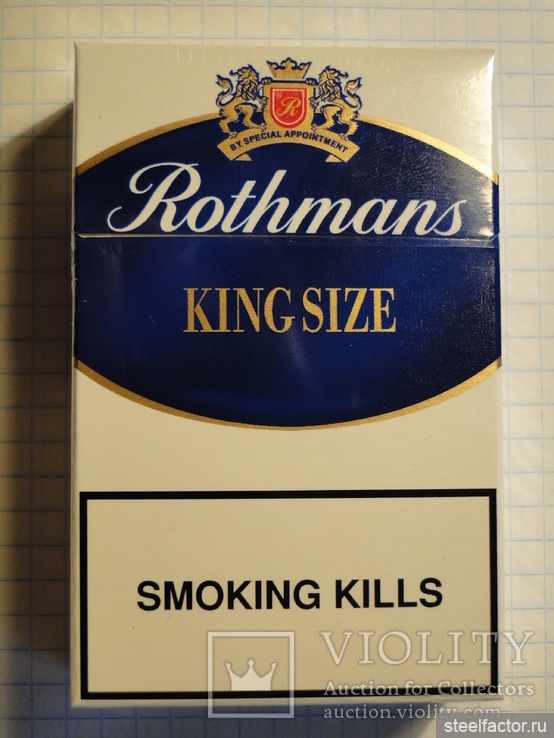 R
BY SPECIAL APPOINTMENT
Rothmans
KING SIZE
SMOKING KILLS
VIOLITY
Auction for Collectors
auction.violity.com
steelfactor.ru